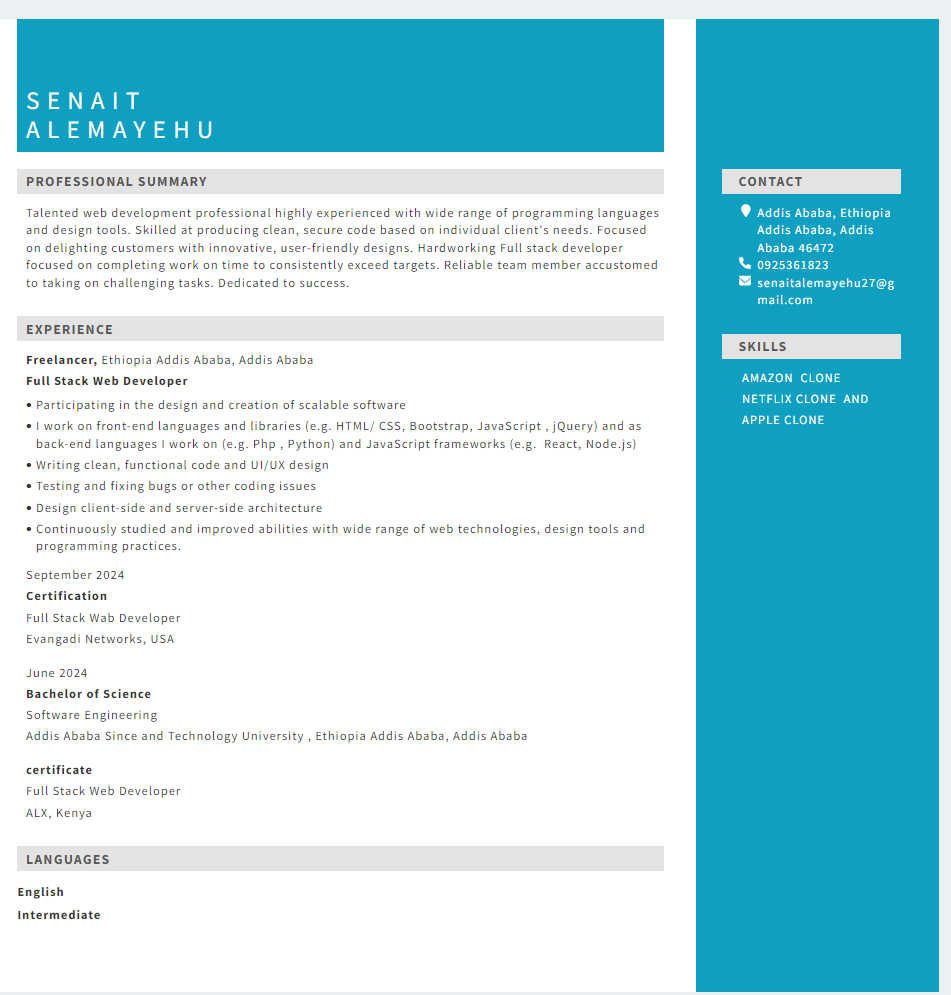 SENAIT
ALEMAYEHU
PROFESSIONAL SUMMARY
Talented web development professional highly experienced with wide range of programming languages
and design tools. Skilled at producing clean, secure code based on individual client's needs. Focused
on delighting customers with innovative, user-friendly designs. Hardworking Full stack developer
focused on completing work on time to consistently exceed targets. Reliable team member accustomed
to taking on challenging tasks. Dedicated to success.
EXPERIENCE
Freelancer, Ethiopia Addis Ababa, Addis Ababa
Full Stack Web Developer
• Participating in the design and creation of scalable software
• I work on front-end languages and libraries (e.g. HTML/ CSS, Bootstrap, JavaScript , jQuery) and as
back-end languages I work on (e.g. Php , Python) and JavaScript frameworks (e.g.  React, Node.js)
• Writing clean, functional code and UI/UX design
• Testing and fixing bugs or other coding issues
• Design client-side and server-side architecture
• Continuously studied and improved abilities with wide range of web technologies, design tools and
programming practices.
September 2024
Certification
Full Stack Wab Developer
Evangadi Networks, USA
June 2024
Bachelor of Science
Software Engineering
Addis Ababa Since and Technology University , Ethiopia Addis Ababa, Addis Ababa
certificate
Full Stack Web Developer
ALX, Kenya
LANGUAGES
English
Intermediate
CONTACT
Addis Ababa, Ethiopia
Addis Ababa, Addis
Ababa 46472
0925361823
senaitalemayehu27@g
mail.com
SKILLS
AMAZON  CLONE
NETFLIX CLONE  AND
APPLE CLONE